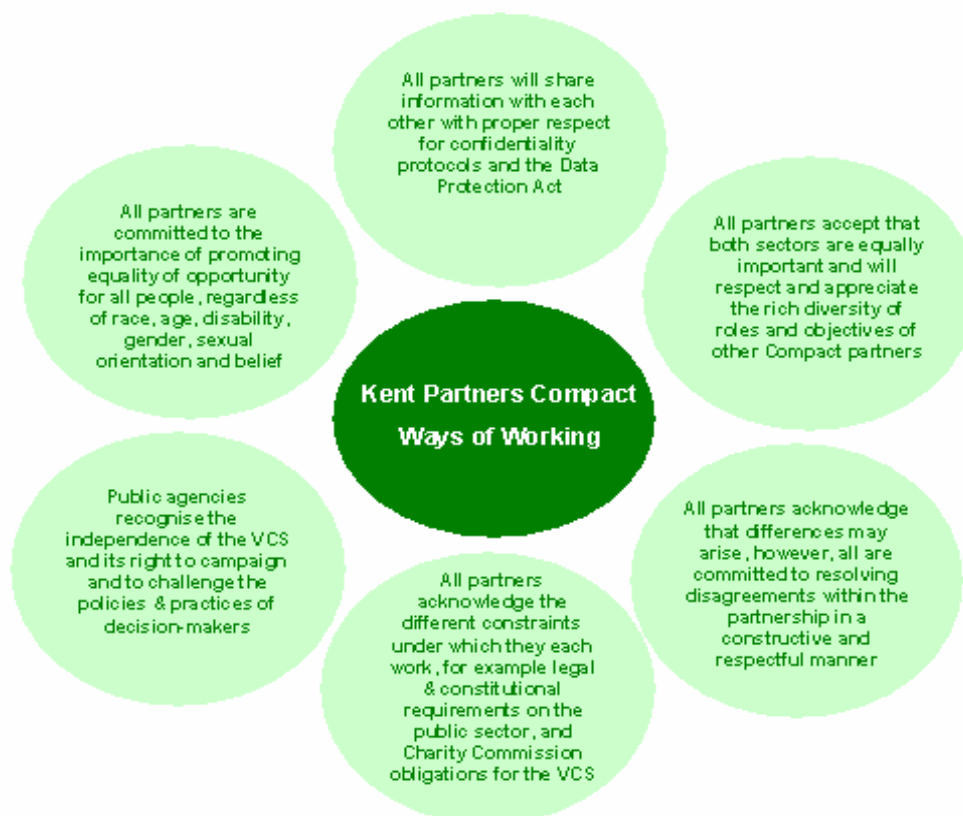 All partners will share
information with each
other with proper respect
for confidentiality
protocols and the Data
Protection Act
All partners are
committed to the
importance of promoting
equality of opportunity
for all people, regardless
of race, age, disability,
gender, sexual
orientation and belief
All partners accept that
both sectors are equally
important and will
respect and appreciate
the rich diversity of
roles and objectives of
other Compact partners
Kent Partners Compact
Ways of Working
Public agencies
recognise the
independence of the VCS
and its right to campaign
and to challenge the
policies & practices of
decision-makers
All partners acknowledge
that differences may
arise, however, all are
committed to resolving
disagreements within the
partnership in a
constructive and
respectful manner
All partners
acknowledge the
different constraints
under which they each
work, for example legal
& constitutional
requirements on the
public sector, and
Charity Commission
obligations for the VCS